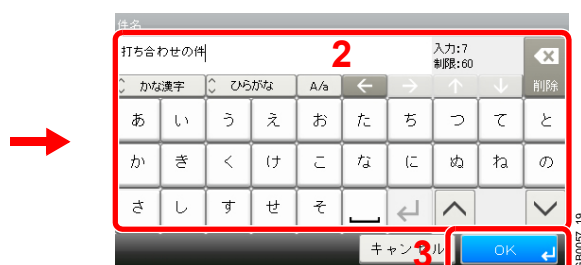 件名
打ち合わせの件
2
入力:7
制限:60
かな漢字 ひらがな A/a ← → ↑ ↓ 削除
あ い う え お た ち つ て と
か き く け こ な に ぬ ね の
さ し す せ そ
キャンセル
3
OK